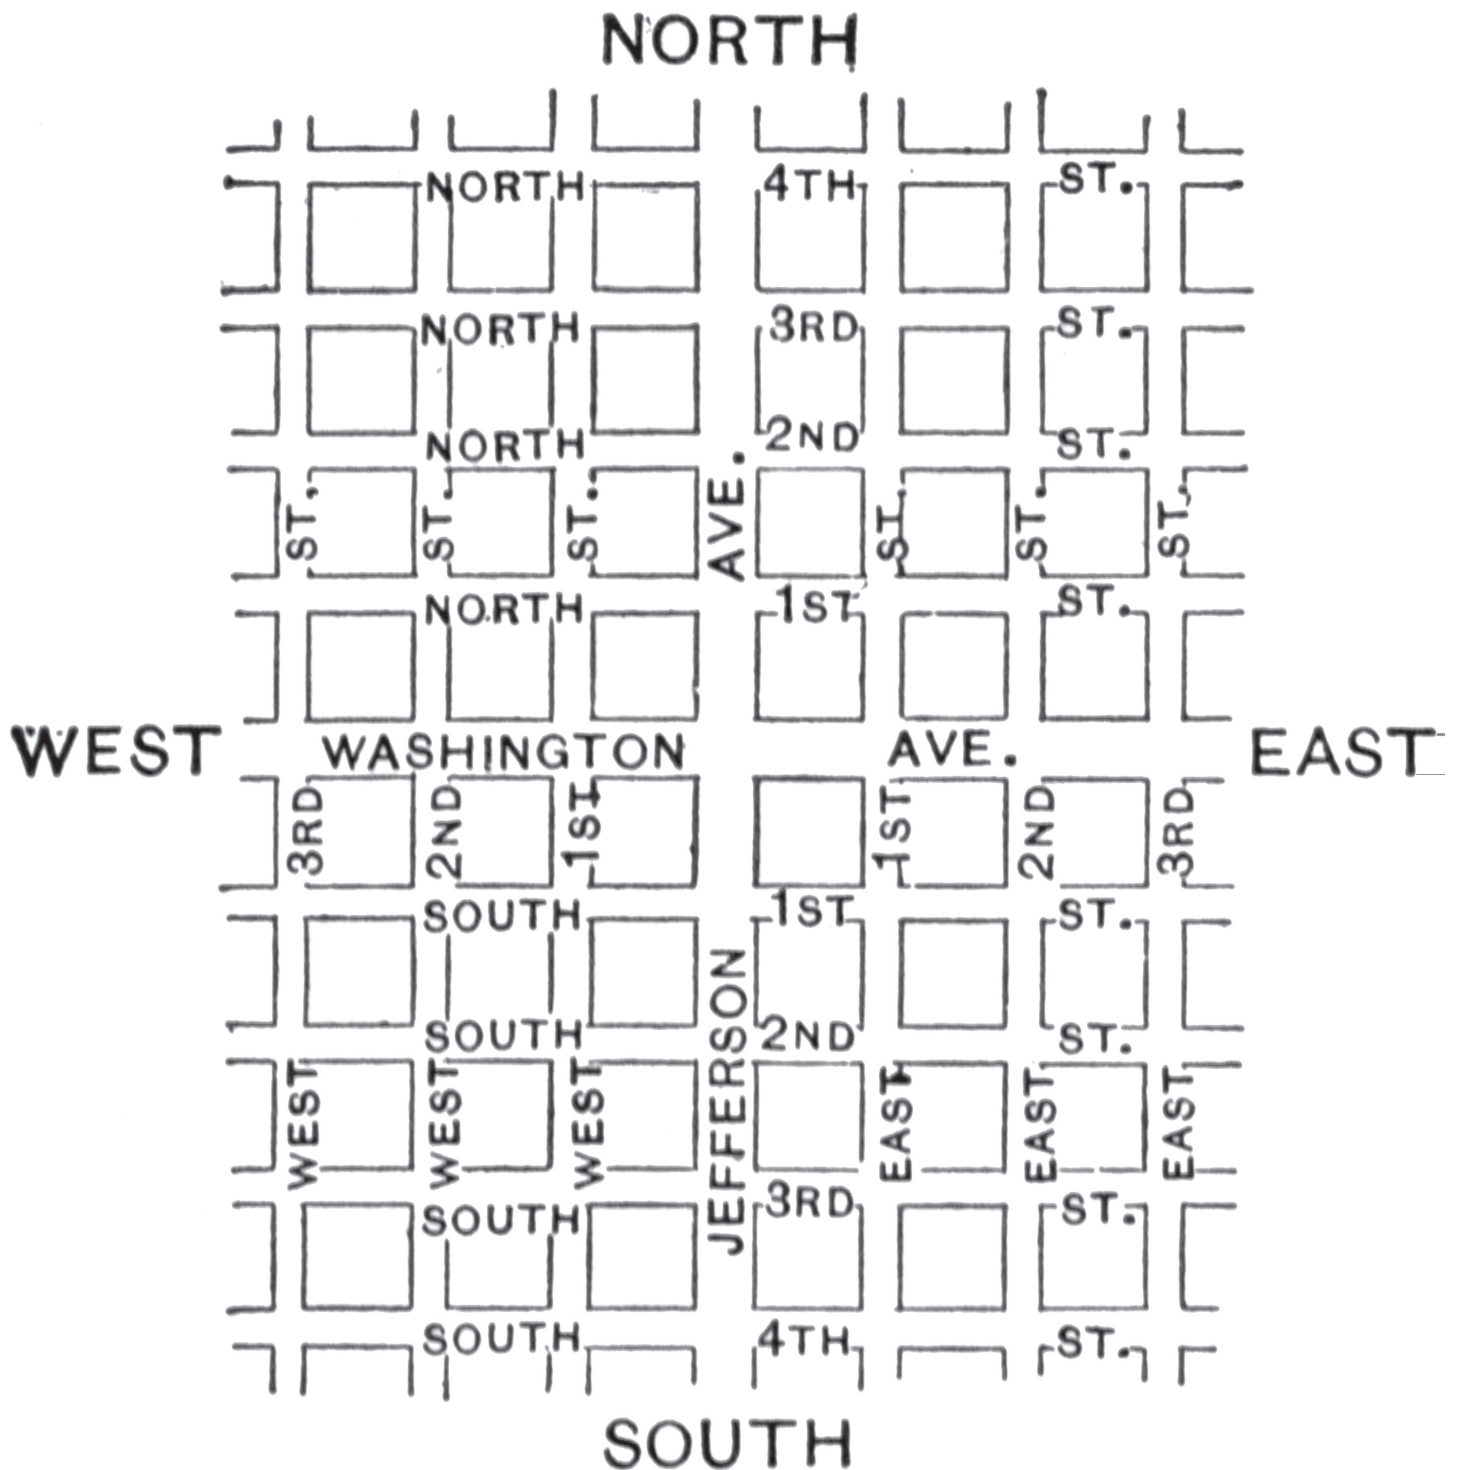 NORTH
NORTH 4TH ST.
NORTH 3RD ST.
NORTH 2ND ST.
ST. ST. ST. AVE. ST. ST. ST.
NORTH 1ST ST.
WEST WASHINGTON AVE. EAST
3RD 2ND 1ST 1ST 2ND 3RD
SOUTH 1ST ST.
SOUTH 2ND ST.
WEST WEST WEST JEFFERSON EAST EAST EAST
SOUTH 3RD ST.
SOUTH 4TH ST.
SOUTH